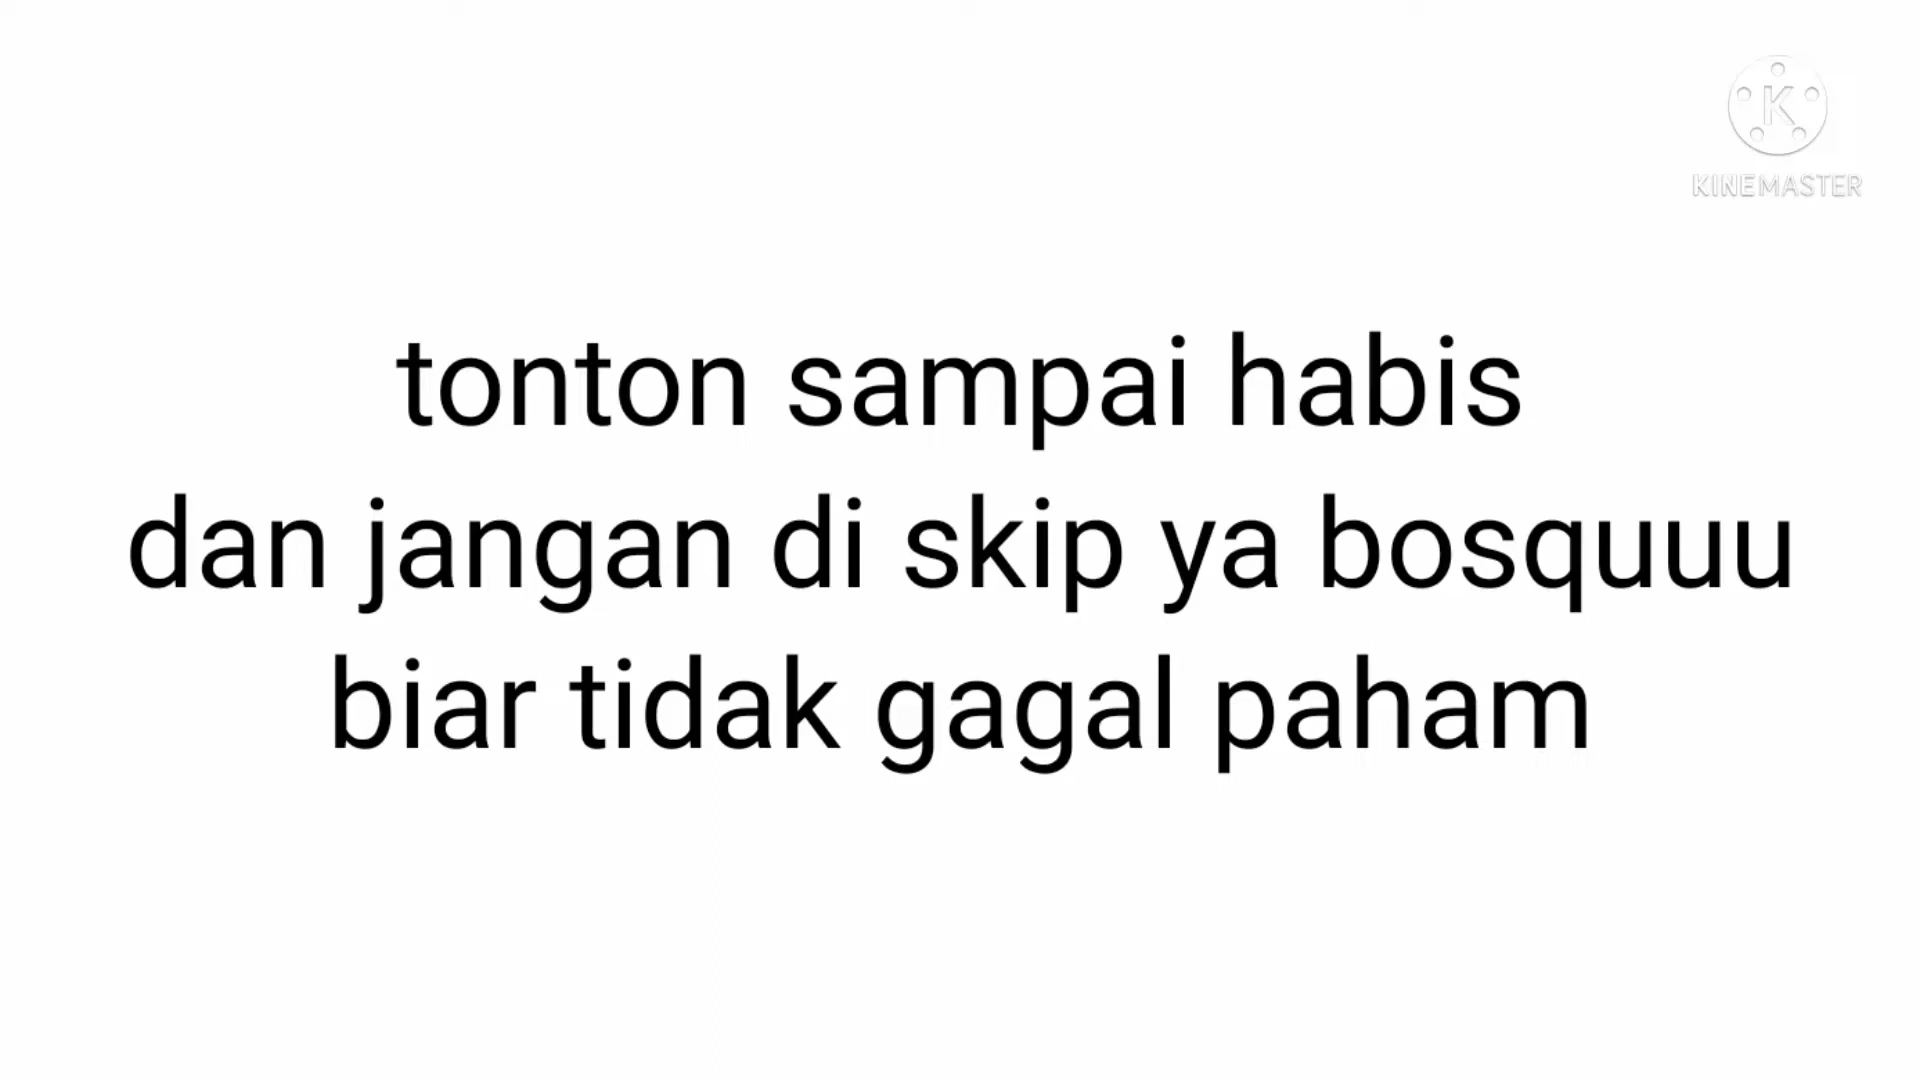 KINEMASTER
tonton sampai habis
dan jangan di skip ya bosquuu
biar tidak gagal paham